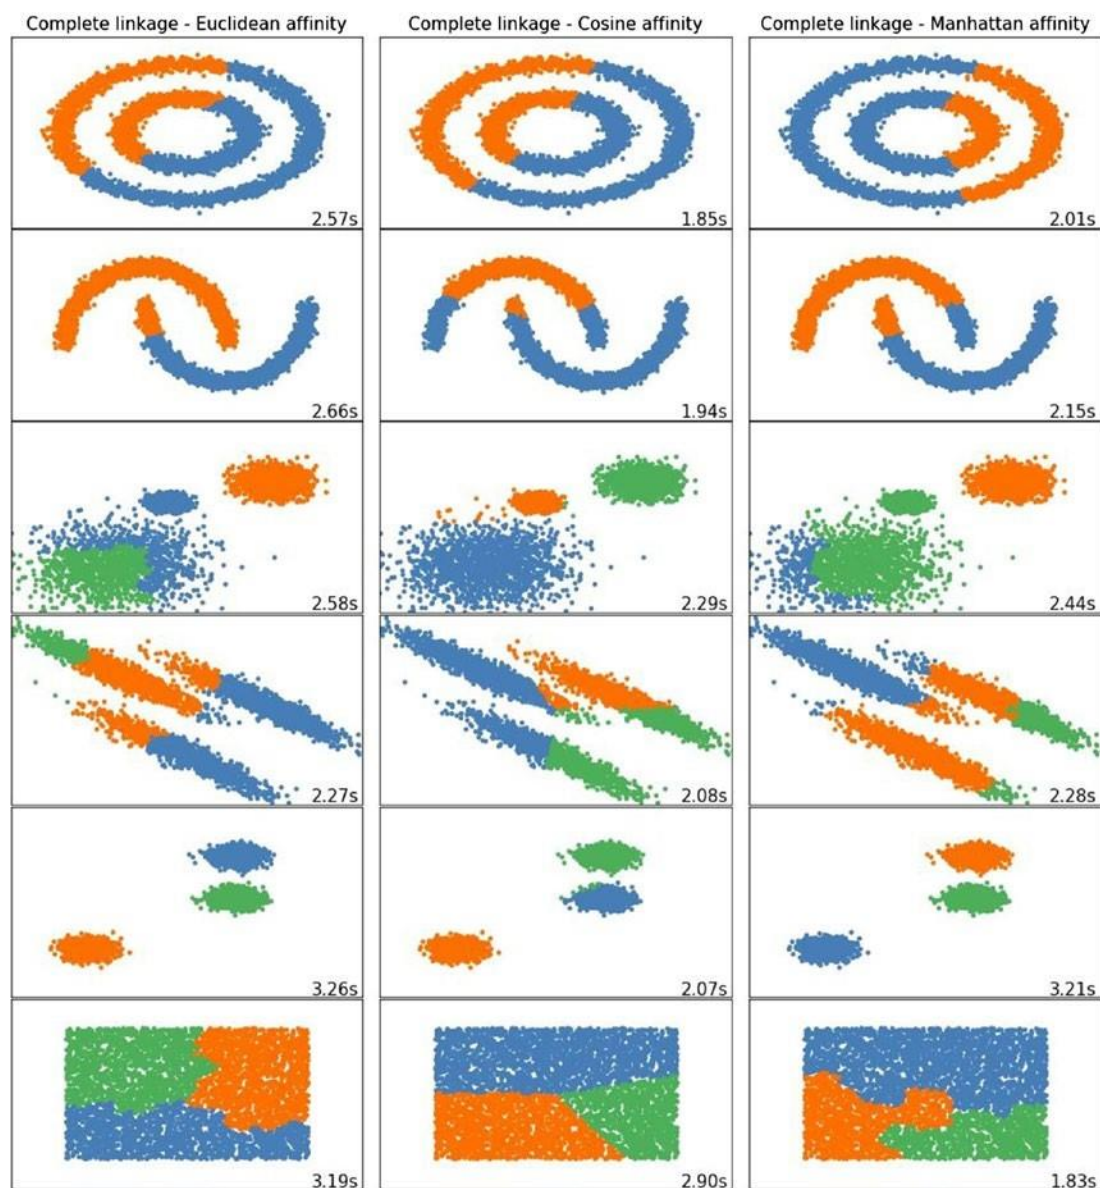 Complete linkage - Euclidean affinity
Complete linkage - Cosine affinity
Complete linkage - Manhattan affinity
2.57s
1.85s
2.01s
2.66s
1.94s
2.15s
2.58s
2.29s
2.44s
2.27s
2.08s
2.28s
3.26s
2.07s
3.21s
3.19s
2.90s
1.83s